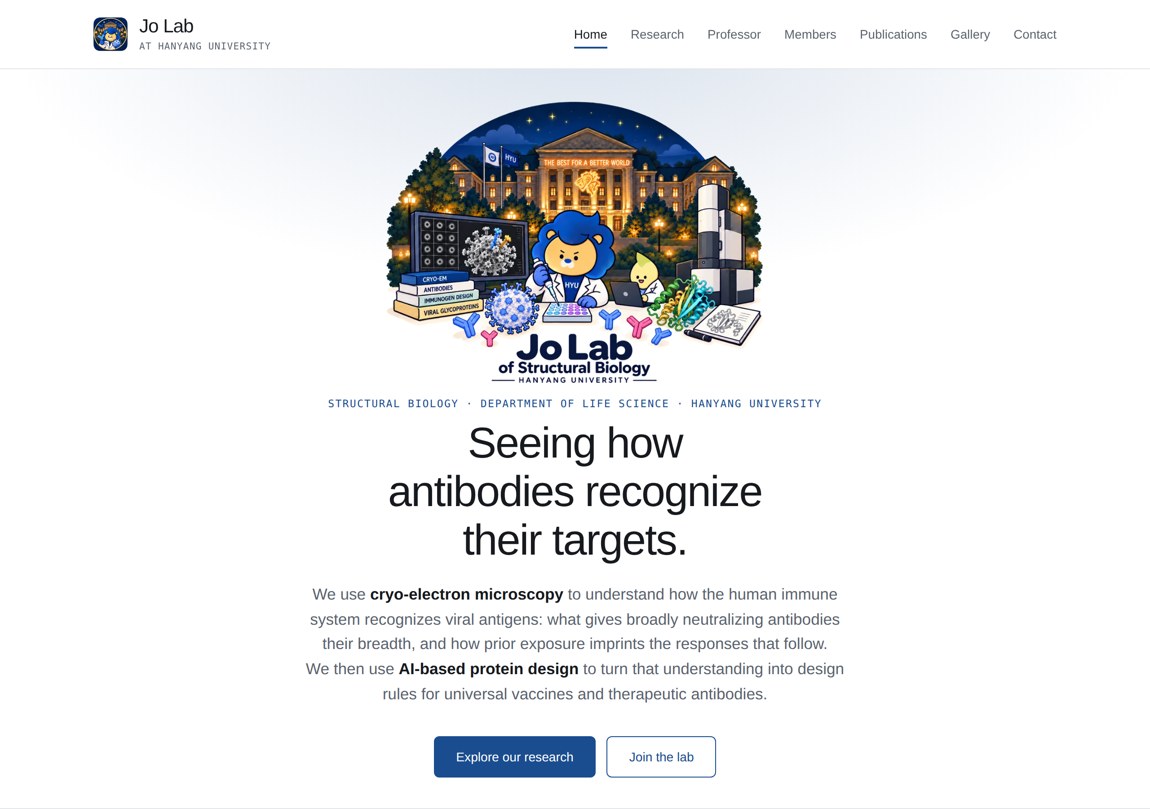 Jo Lab
AT HANYANG UNIVERSITY
Home
Research
Professor
Members
Publications
Gallery
Contact
HYU
THE BEST FOR A BETTER WORLD
CRYO-EM
ANTIBODIES
IMMUNOGEN DESIGN
VIRAL GLYCOPROTEINS
HYU
Jo Lab
of Structural Biology
HANYANG UNIVERSITY
STRUCTURAL BIOLOGY · DEPARTMENT OF LIFE SCIENCE · HANYANG UNIVERSITY
Seeing how
antibodies recognize
their targets.
We use cryo-electron microscopy to understand how the human immune
system recognizes viral antigens: what gives broadly neutralizing antibodies
their breadth, and how prior exposure imprints the responses that follow.
We then use AI-based protein design to turn that understanding into design
rules for universal vaccines and therapeutic antibodies.
Explore our research
Join the lab